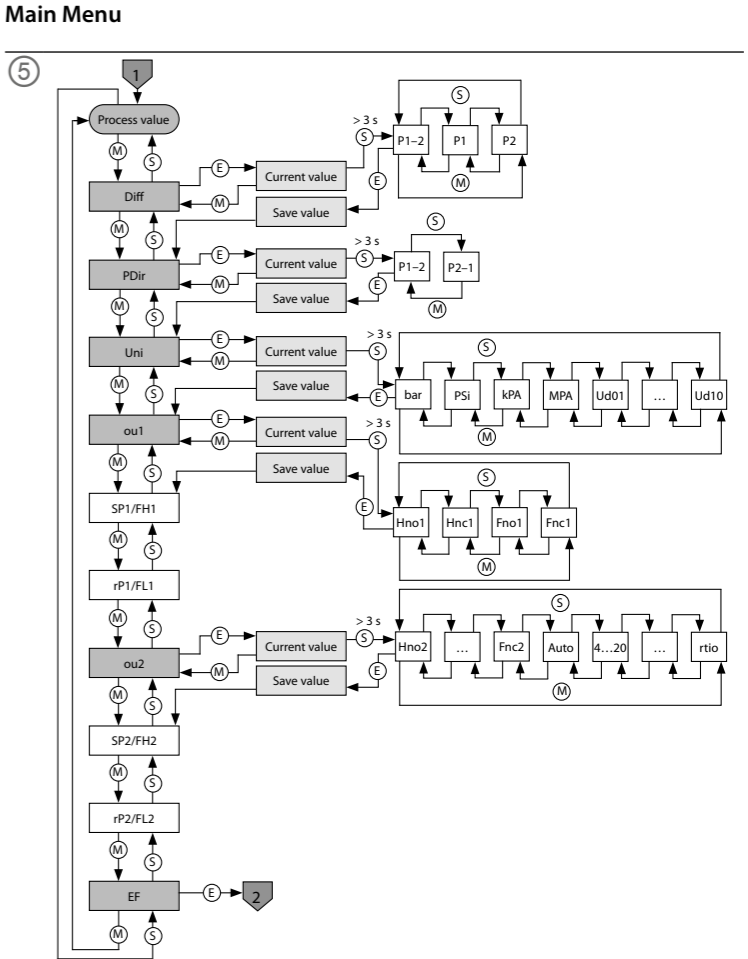 Main Menu
5
1
Process value
M
S
Diff
E
M
Current value
Save value
> 3 s
S
E
P1–2
P1
P2
S
M
M
S
PDir
E
M
Current value
Save value
> 3 s
S
E
P1–2
P2–1
S
M
M
S
Uni
E
M
Current value
Save value
> 3 s
S
E
bar
PSi
kPA
MPA
Ud01
...
Ud10
S
M
M
S
ou1
E
M
Current value
Save value
> 3 s
S
E
Hno1
Hnc1
Fno1
Fnc1
S
M
M
S
SP1/FH1
M
S
rP1/FL1
M
S
ou2
E
M
Current value
Save value
> 3 s
S
E
Hno2
...
Fnc2
Auto
4...20
...
rtio
S
M
M
S
SP2/FH2
M
S
rP2/FL2
M
S
EF
E
2
M
S